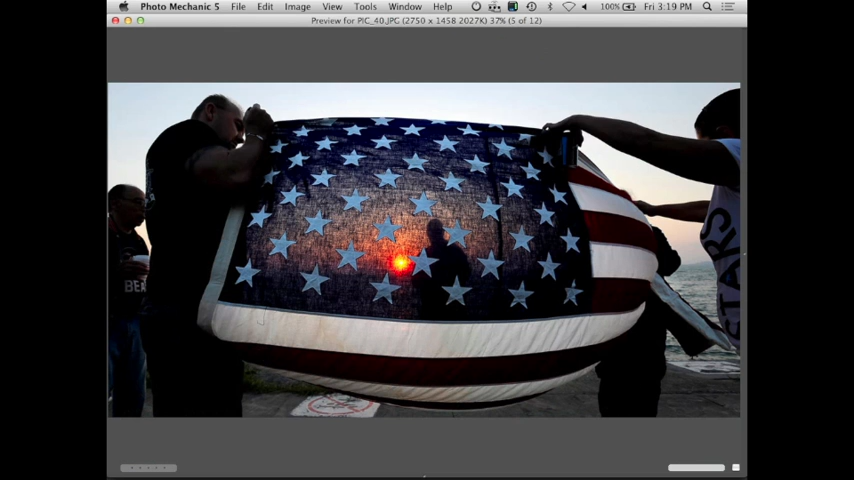 Photo Mechanic 5 File Edit Image View Tools Window Help 100% Fri 3:19 PM
Preview for PIC_40.JPG (2750 x 1458 2027K) 37% (5 of 12)
BEA
STARS